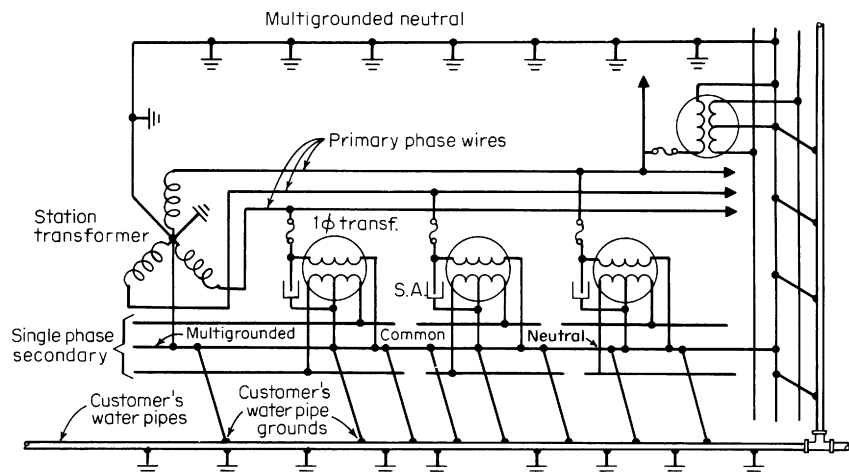 Multigrounded neutral
Primary phase wires
Station
transformer
1ϕ transf.
S.A.
Single phase
secondary
Multigrounded
Common
Neutral
Customer's
water pipes
Customer's
water pipe
grounds